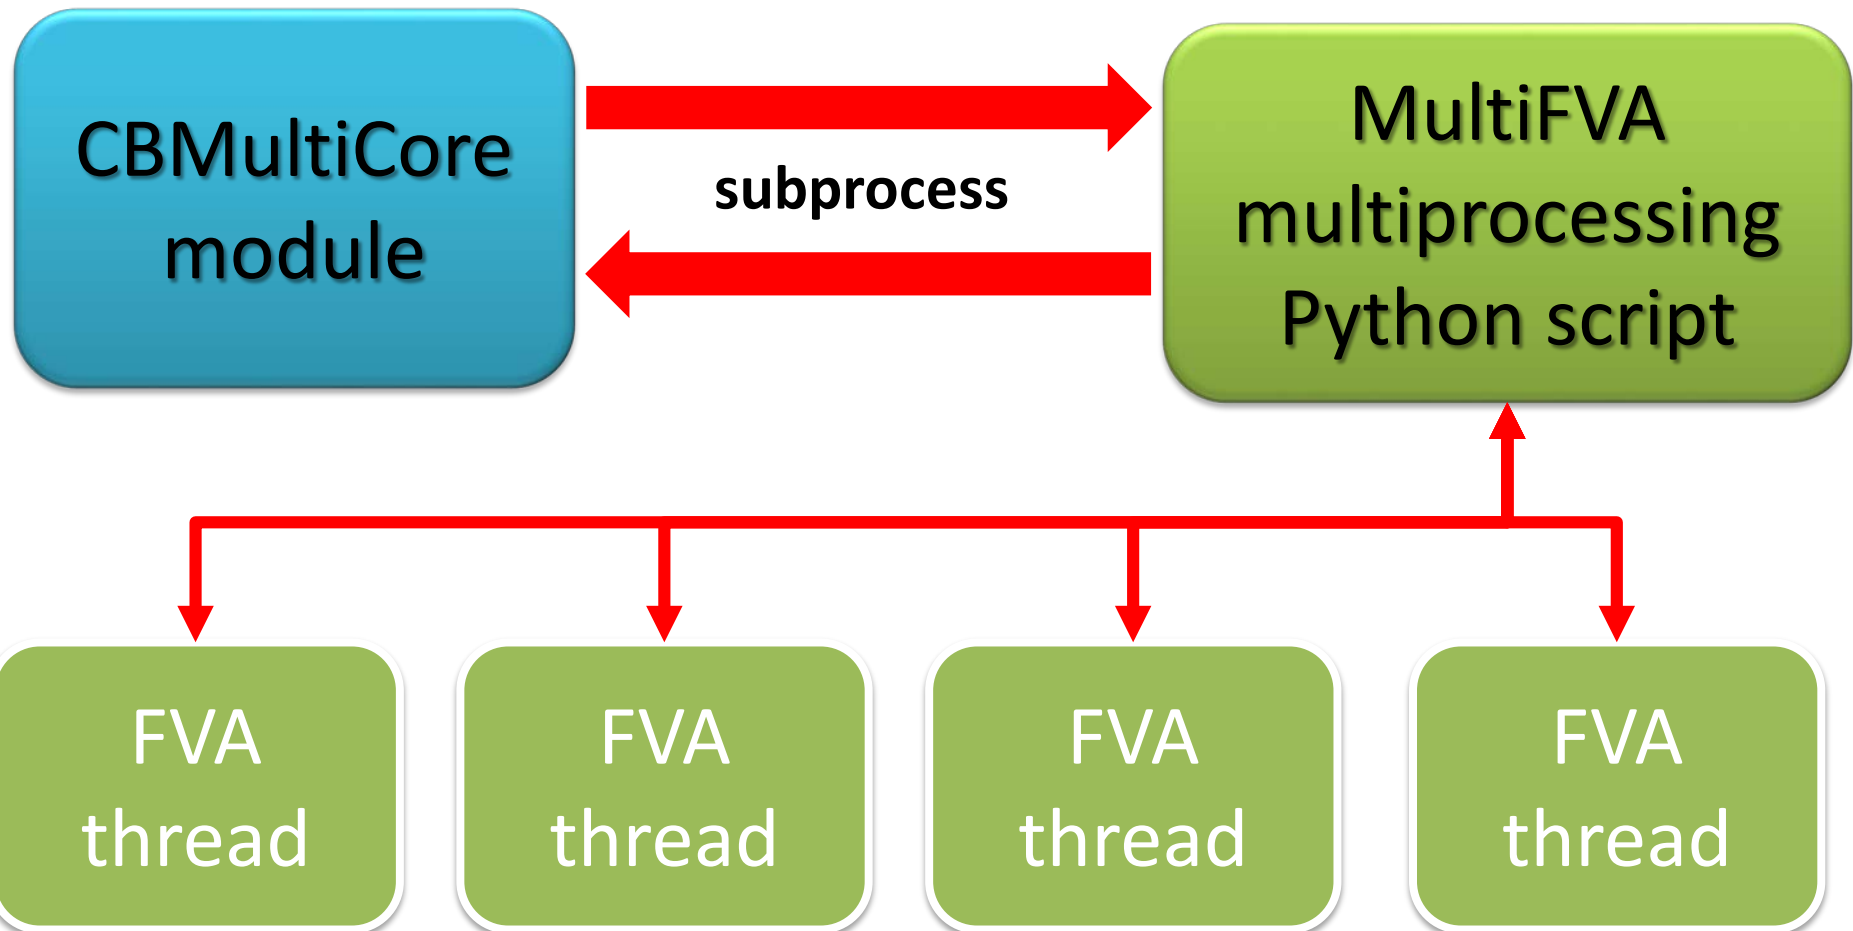 CBMultiCore
module
subprocess
MultiFVA
multiprocessing
Python script
FVA
thread
FVA
thread
FVA
thread
FVA
thread